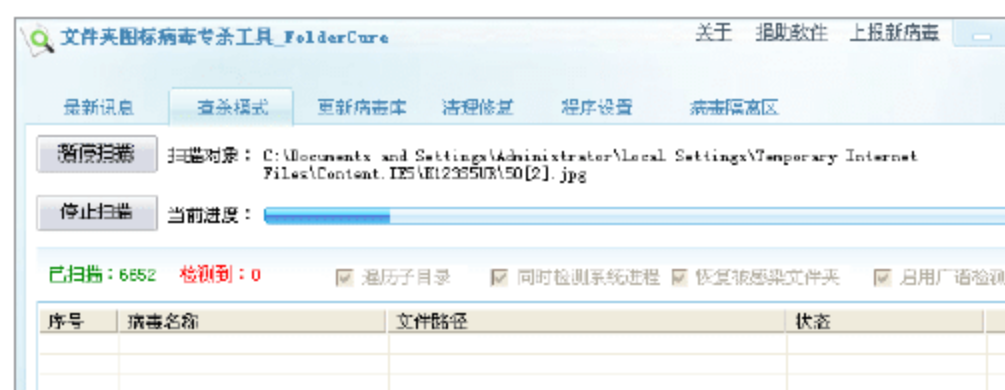 文件夹图标病毒专杀工具_FolderCure
关于 捐助软件 上报新病毒
最新讯息 查杀模式 更新病毒库 清理修复 程序设置 病毒隔离区
暂停扫描 扫描对象： C:\Documents and Settings\Administrator\Local Settings\Temporary Internet
Files\Content.IE5\K1235SUR\50[2].jpg
停止扫描 当前进度：
已扫描：6652 检测到：0 遍历子目录 同时检测系统进程 恢复被感染文件夹 启用广谱检测
序号 病毒名称 文件路径 状态